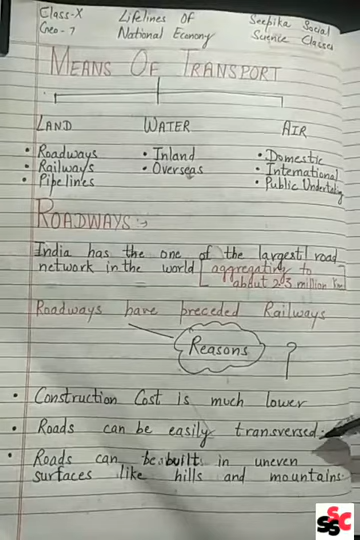 Class-X Lifelines Of Seepika Social
Geo-7 National Economy Science Classes
MEANS OF TRANSPORT
LAND WATER AIR
• Roadways • Inland • Domestic
• Railways • Overseas • International
• Pipelines • Public Undertaking
ROADWAYS :-
India has the one of the largest road
network in the world [aggregating to
about 2.3 million km]
Roadways have preceded Railways
Reasons ?
• Construction Cost is much lower
• Roads can be easily transversed.
• Roads can be built in uneven
surfaces like hills and mountains.
SSSC